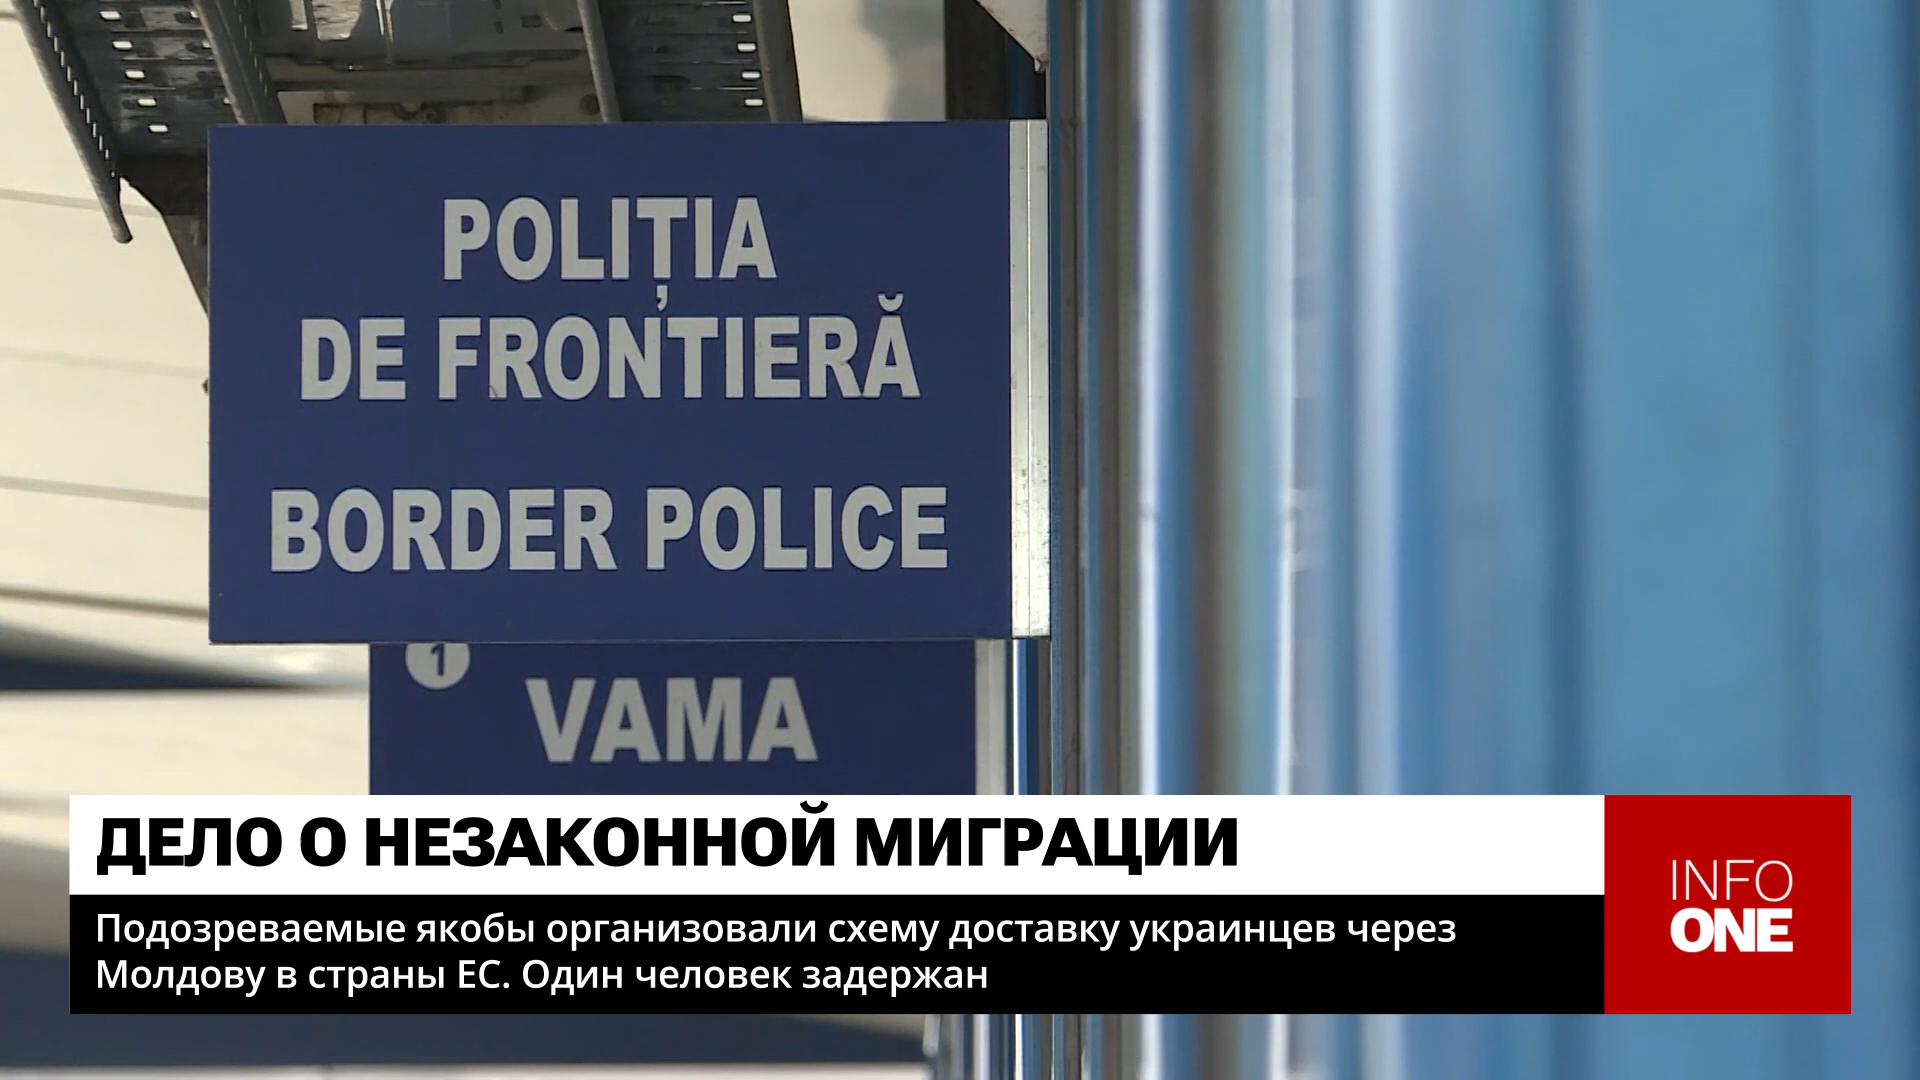 POLIȚIA
DE FRONTIERĂ
BORDER POLICE
1
VAMA
ДЕЛО О НЕЗАКОННОЙ МИГРАЦИИ
Подозреваемые якобы организовали схему доставку украинцев через
Молдову в страны ЕС. Один человек задержан
INFO
ONE